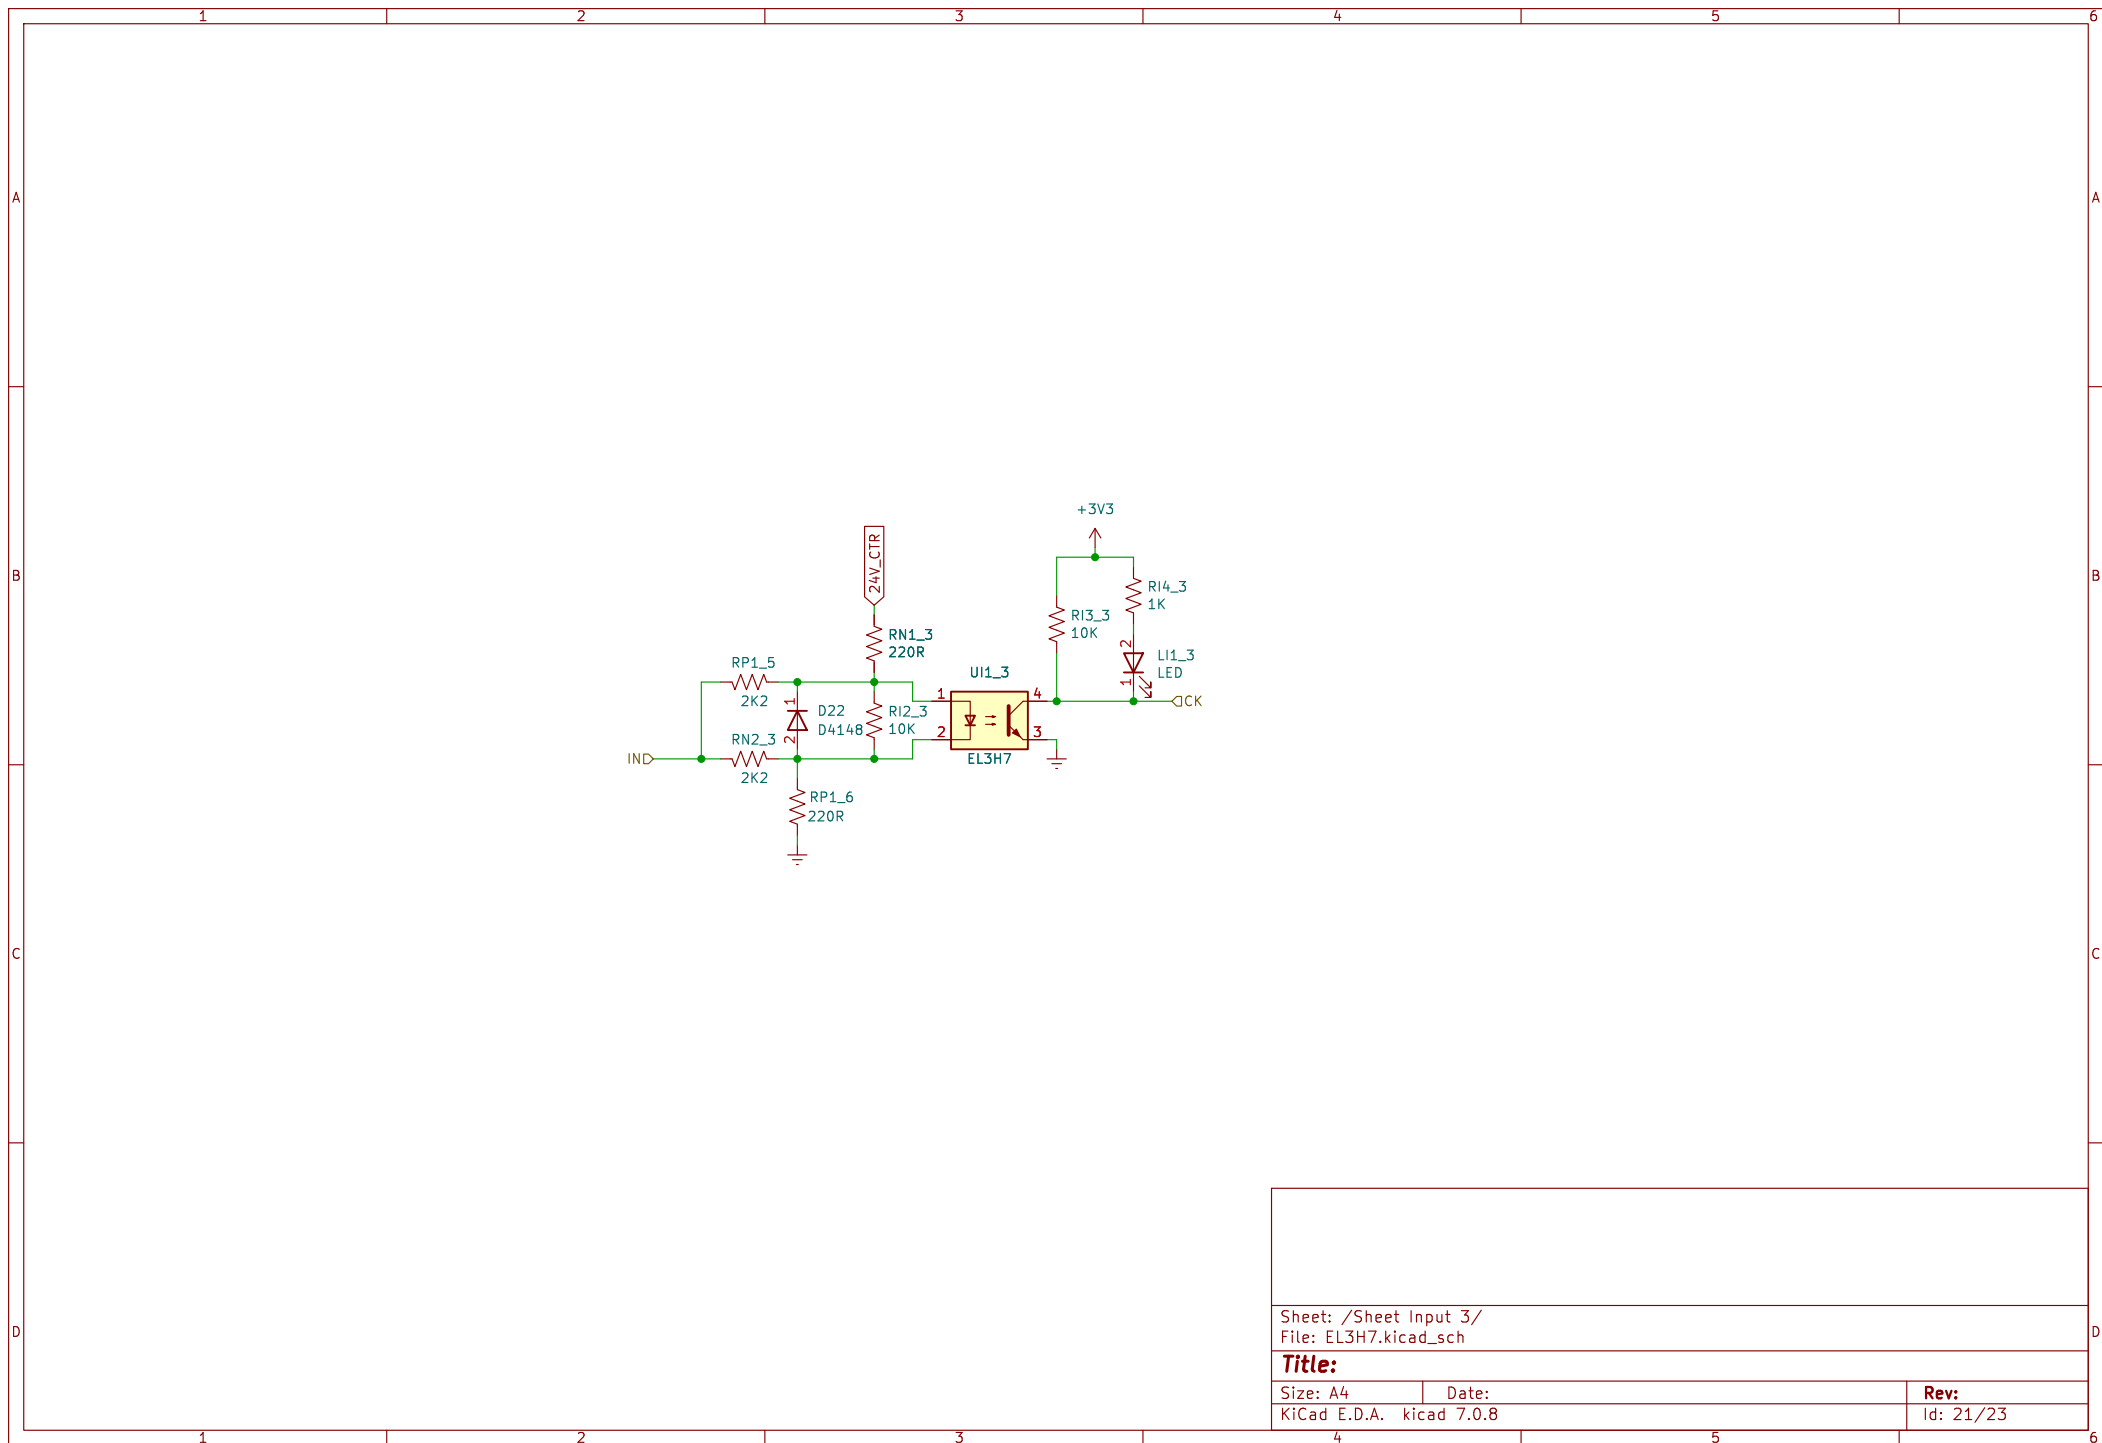 1 2 3 4 5 6
A A
+3V3
24V_CTR
B B
RI4_3
1K
RI3_3
10K
RN1_3
220R
2
LI1_3
LED
1
RP1_5
2K2
UI1_3
1 4
CK
1
D22
D4148
2
RI2_3
10K
2 3
EL3H7
RN2_3
2K2
IN
RP1_6
220R
C C
Sheet: /Sheet Input 3/
File: EL3H7.kicad_sch
D D
Title:
Size: A4 Date: Rev:
KiCad E.D.A. kicad 7.0.8 Id: 21/23
1 2 3 4 5 6